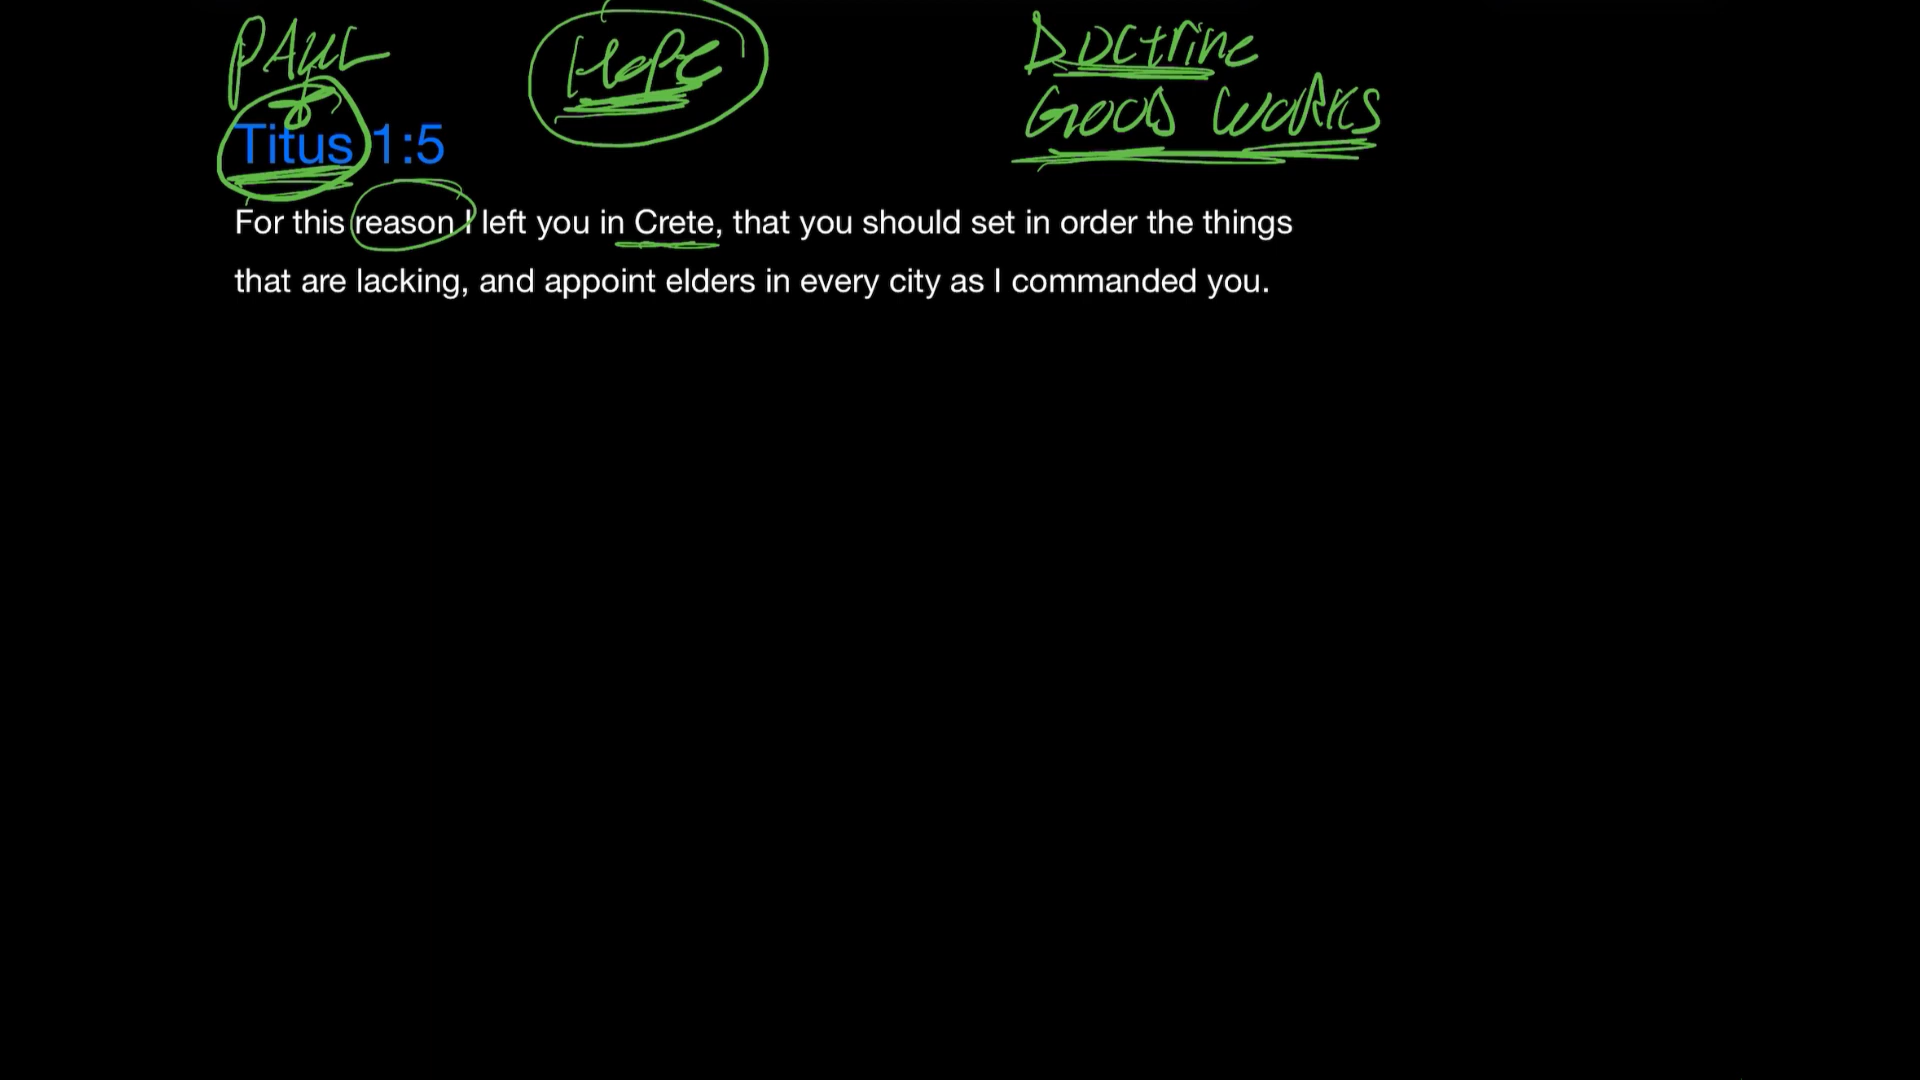 PAUL
Hope
Doctrine
Good Works
Titus 1:5
For this reason I left you in Crete, that you should set in order the things
that are lacking, and appoint elders in every city as I commanded you.